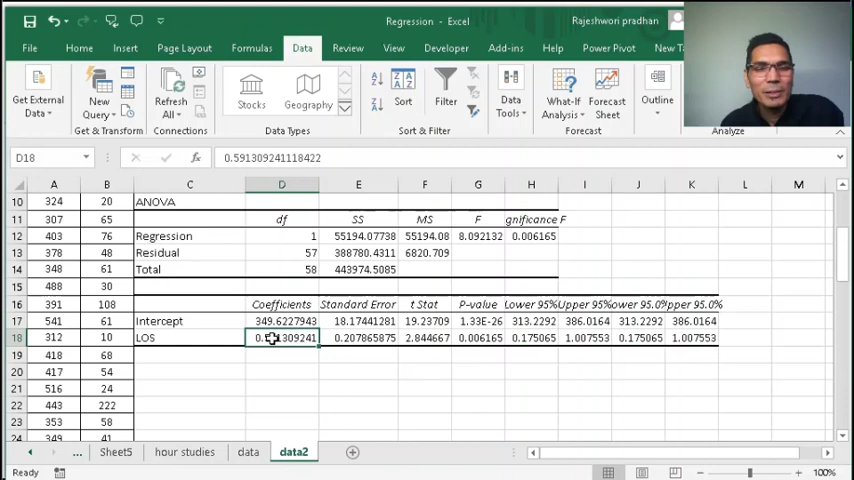 Regression - Excel
Rajeshwori pradhan
File Home Insert Page Layout Formulas Data Review View Developer Add-ins Help Power Pivot New Ta
Get External Data
New Query
Refresh All
Stocks
Geography
Sort
Filter
Data Tools
What-If Analysis
Forecast Sheet
Outline
Get & Transform Connections Data Types Sort & Filter Forecast Analyze
D18 fx 0.591309241118422
A B C D E F G H I J K L M
10 324 20 ANOVA
11 307 65 df SS MS F gnificance F
12 403 76 Regression 1 55194.07738 55194.08 8.092132 0.006165
13 378 48 Residual 57 388780.4311 6820.709
14 348 61 Total 58 443974.5085
15 488 30
16 391 108 Coefficients Standard Error t Stat P-value Lower 95% Upper 95% ower 95.0% pper 95.0%
17 541 61 Intercept 349.6227943 18.17441281 19.23709 1.33E-26 313.2292 386.0164 313.2292 386.0164
18 312 10 LOS 0.207865875 2.844667 0.006165 0.175065 1.007553 0.175065 1.007553
19 418 68
20 417 54
21 516 24
22 443 222
23 353 58
24 349 41
... Sheet5 hour studies data data2
Ready 100%